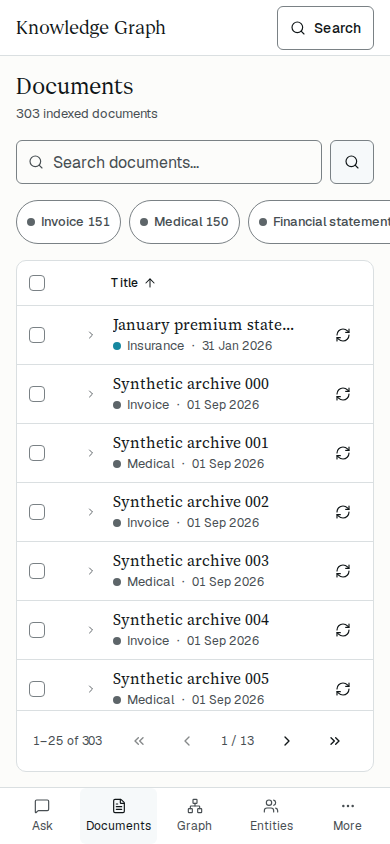 Knowledge Graph
Search
Documents
303 indexed documents
Search documents...
Invoice 151
Medical 150
Financial statement
Title
January premium state...
Insurance · 31 Jan 2026
Synthetic archive 000
Invoice · 01 Sep 2026
Synthetic archive 001
Medical · 01 Sep 2026
Synthetic archive 002
Invoice · 01 Sep 2026
Synthetic archive 003
Medical · 01 Sep 2026
Synthetic archive 004
Invoice · 01 Sep 2026
Synthetic archive 005
Medical · 01 Sep 2026
1–25 of 303
1 / 13
Ask
Documents
Graph
Entities
More